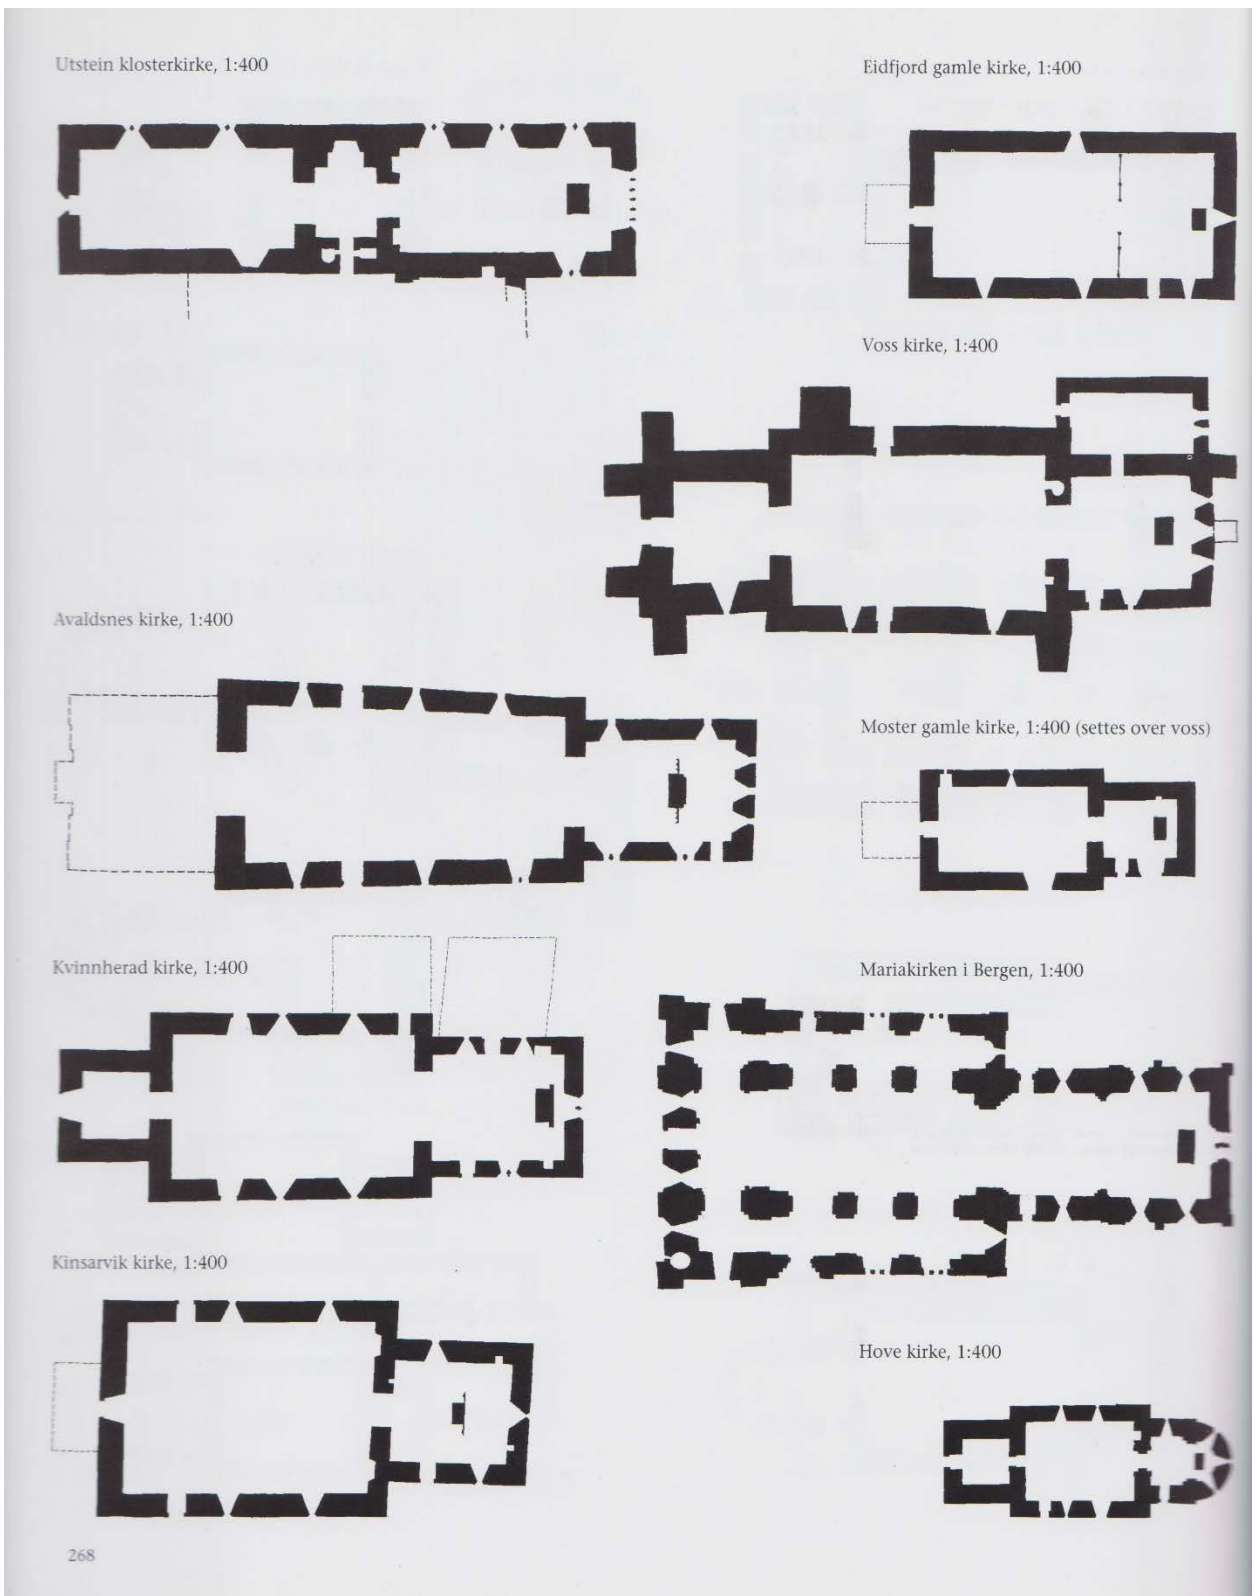 Utstein klosterkirke, 1:400
Eidfjord gamle kirke, 1:400
Voss kirke, 1:400
Avaldsnes kirke, 1:400
Moster gamle kirke, 1:400 (settes over voss)
Kvinnherad kirke, 1:400
Mariakirken i Bergen, 1:400
Kinsarvik kirke, 1:400
Hove kirke, 1:400
268